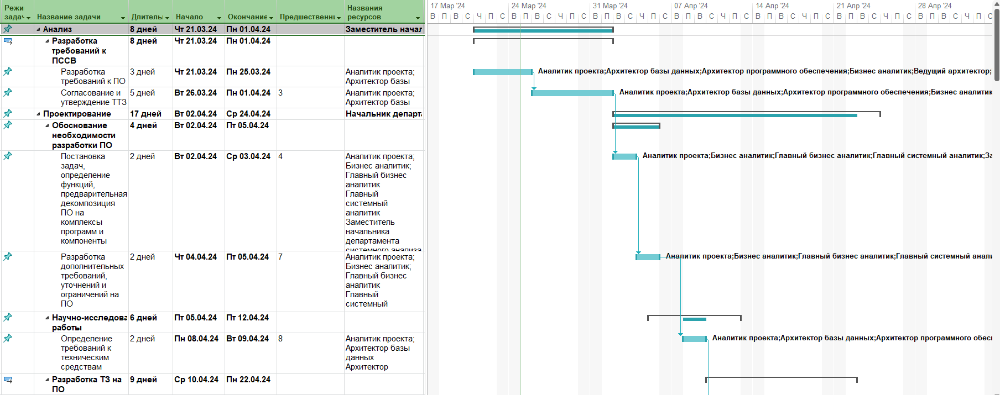 Режи
задач
Название задачи
Длителы
Начало
Окончание
Предшественни
Названия
ресурсов
17 Мар '24
24 Мар '24
31 Мар '24
07 Апр '24
14 Апр '24
21 Апр '24
28 Апр '24
В П В С Ч П С В П В С Ч П С В П В С Ч П С В П В С Ч П С В П В С Ч П С В П В С Ч П С В П В С Ч П С
Анализ 8 дней Чт 21.03.24 Пн 01.04.24 Заместитель начал
Разработка 8 дней Чт 21.03.24 Пн 01.04.24
требований к
ПССВ
Разработка 3 дней Чт 21.03.24 Пн 25.03.24 Аналитик проекта;
требований к ПО Архитектор базы
Аналитик проекта;Архитектор базы данных;Архитектор программного обеспечения;Бизнес аналитик;Ведущий архитектор;
Согласование и 5 дней Вт 26.03.24 Пн 01.04.24 3 Аналитик проекта;
утверждение ТТЗ Архитектор базы
Аналитик проекта;Архитектор базы данных;Архитектор программного обеспечения;Бизнес аналитик
Проектирование 17 дней Вт 02.04.24 Ср 24.04.24 Начальник департа
Обоснование 4 дней Вт 02.04.24 Пт 05.04.24
необходимости
разработки ПО
Постановка 2 дней Вт 02.04.24 Ср 03.04.24 4 Аналитик проекта;
задач, Бизнес аналитик;
определение Главный бизнес
функций, аналитик
предварительная Главный
декомпозиция системный
ПО на аналитик
комплексы Заместитель
программ и начальника
компоненты департамента
системного анализа
Аналитик проекта;Бизнес аналитик;Главный бизнес аналитик;Главный системный аналитик;За
Разработка 2 дней Чт 04.04.24 Пт 05.04.24 7 Аналитик проекта;
дополнительных Бизнес аналитик;
требований, Главный бизнес
уточнений и аналитик
ограничений на Главный
ПО системный
Аналитик проекта;Бизнес аналитик;Главный бизнес аналитик;Главный системный анали
Научно-исследова 6 дней Пт 05.04.24 Пт 12.04.24
работы
Определение 2 дней Пн 08.04.24 Вт 09.04.24 8 Аналитик проекта;
требований к Архитектор базы
техническим данных
средствам Архитектор
Аналитик проекта;Архитектор базы данных;Архитектор программного обес
Разработка ТЗ на 9 дней Ср 10.04.24 Пн 22.04.24
ПО